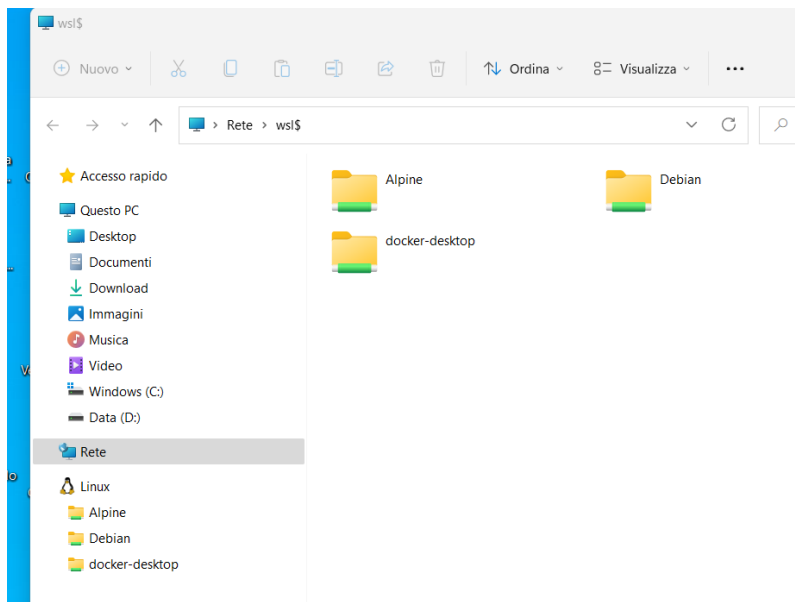 wsl$
Nuovo
Ordina
Visualizza
Rete > wsl$
Accesso rapido
Questo PC
Desktop
Documenti
Download
Immagini
Musica
Video
Windows (C:)
Data (D:)
Rete
Linux
Alpine
Debian
docker-desktop
Alpine
Debian
docker-desktop